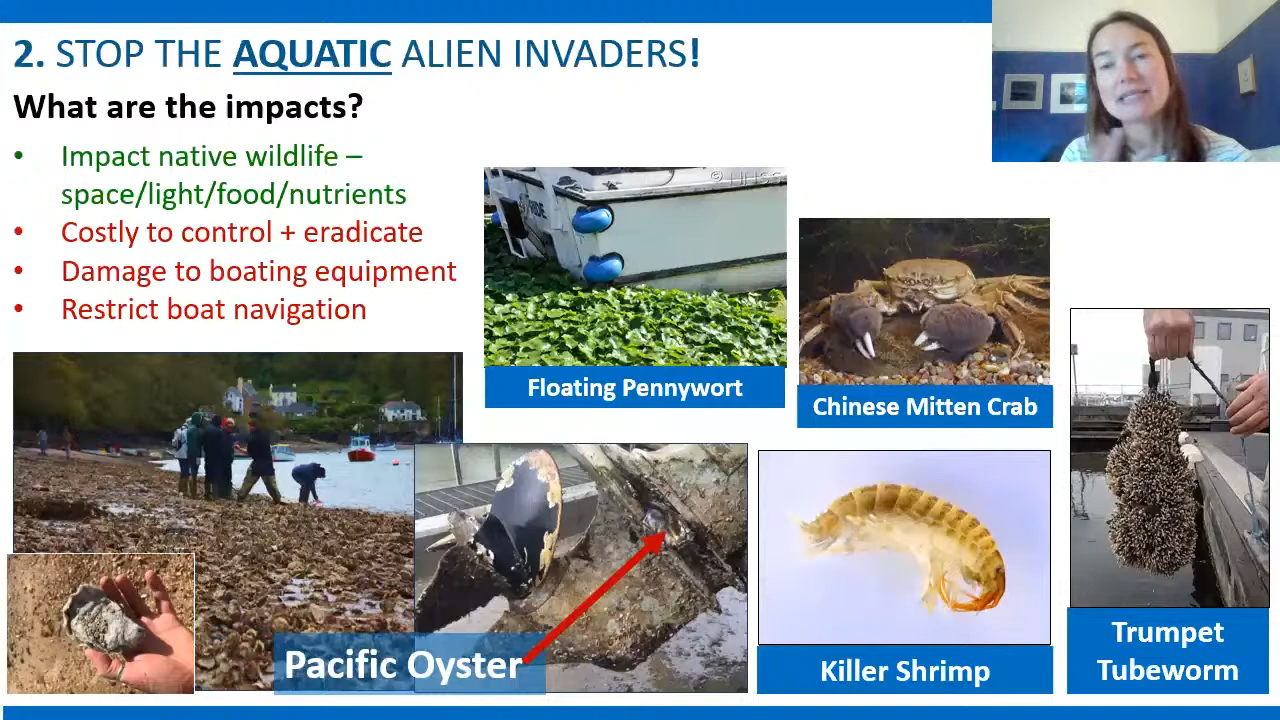 2. STOP THE AQUATIC ALIEN INVADERS!
What are the impacts?
• Impact native wildlife –
space/light/food/nutrients
• Costly to control + eradicate
• Damage to boating equipment
• Restrict boat navigation
Floating Pennywort
Chinese Mitten Crab
Pacific Oyster
Killer Shrimp
Trumpet
Tubeworm